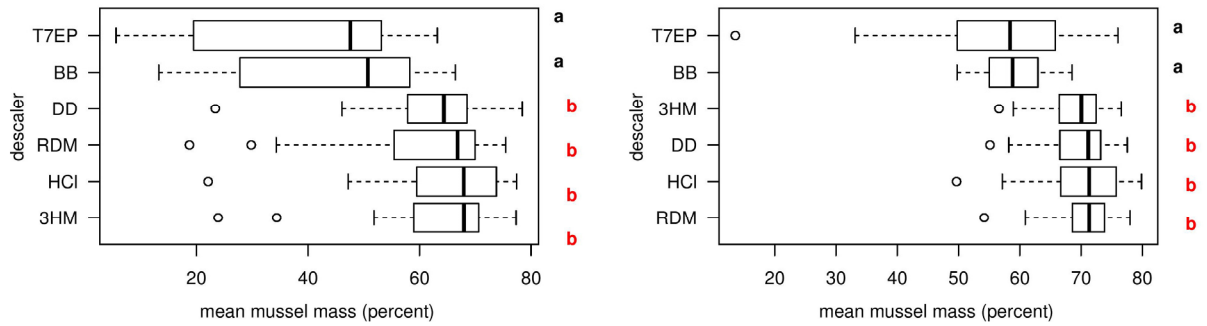 T7EP a
BB a
DD b
RDM b
HCl b
3HM b
descaler
20 40 60 80
mean mussel mass (percent)
T7EP a
BB a
3HM b
DD b
HCl b
RDM b
descaler
20 30 40 50 60 70 80
mean mussel mass (percent)